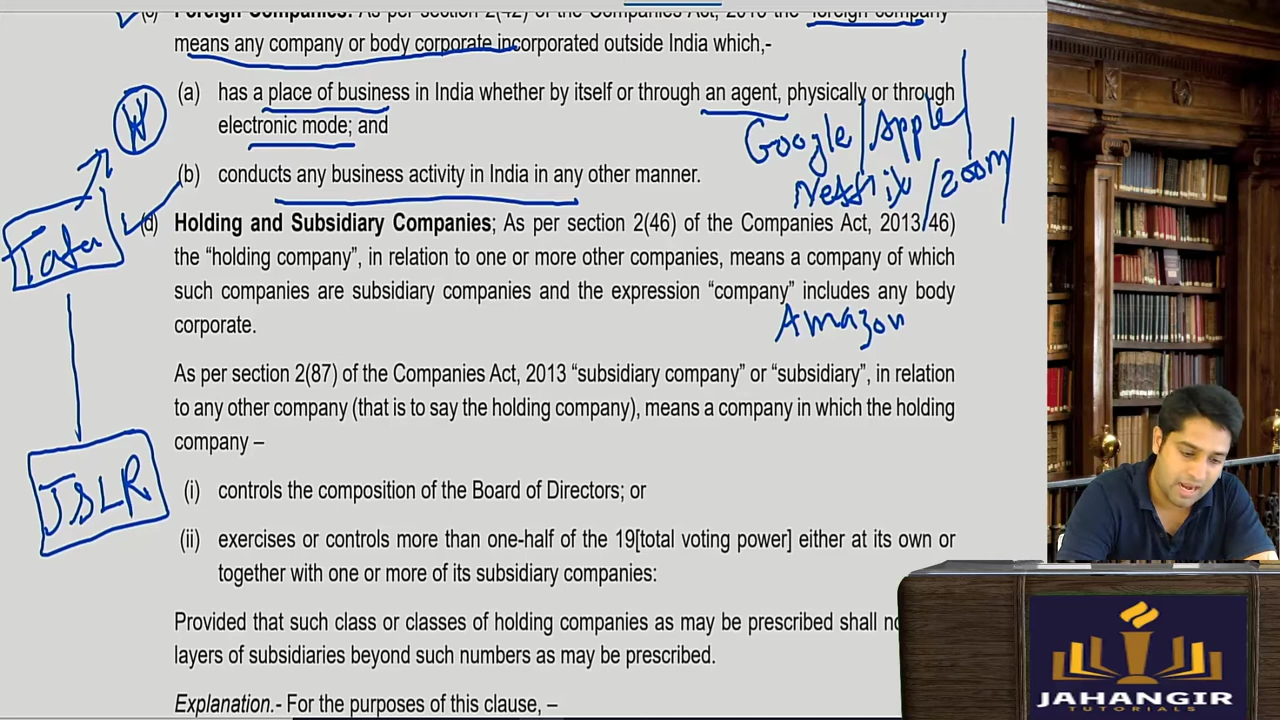 (c) Foreign Companies: As per section 2(42) of the Companies Act, 2013 the "foreign company"
means any company or body corporate incorporated outside India which,-
(a) has a place of business in India whether by itself or through an agent, physically or through
electronic mode; and
(b) conducts any business activity in India in any other manner.
Google/Apple/
Netflix/zoom/
H
Tata
(d) Holding and Subsidiary Companies; As per section 2(46) of the Companies Act, 2013/46)
the “holding company”, in relation to one or more other companies, means a company of which
such companies are subsidiary companies and the expression “company” includes any body
corporate.
Amazon
As per section 2(87) of the Companies Act, 2013 “subsidiary company” or “subsidiary”, in relation
to any other company (that is to say the holding company), means a company in which the holding
company –
JSLR
(i) controls the composition of the Board of Directors; or
(ii) exercises or controls more than one-half of the 19[total voting power] either at its own or
together with one or more of its subsidiary companies:
Provided that such class or classes of holding companies as may be prescribed shall
layers of subsidiaries beyond such numbers as may be prescribed.
Explanation.- For the purposes of this clause, –
JAHANGIR
TUTORIALS